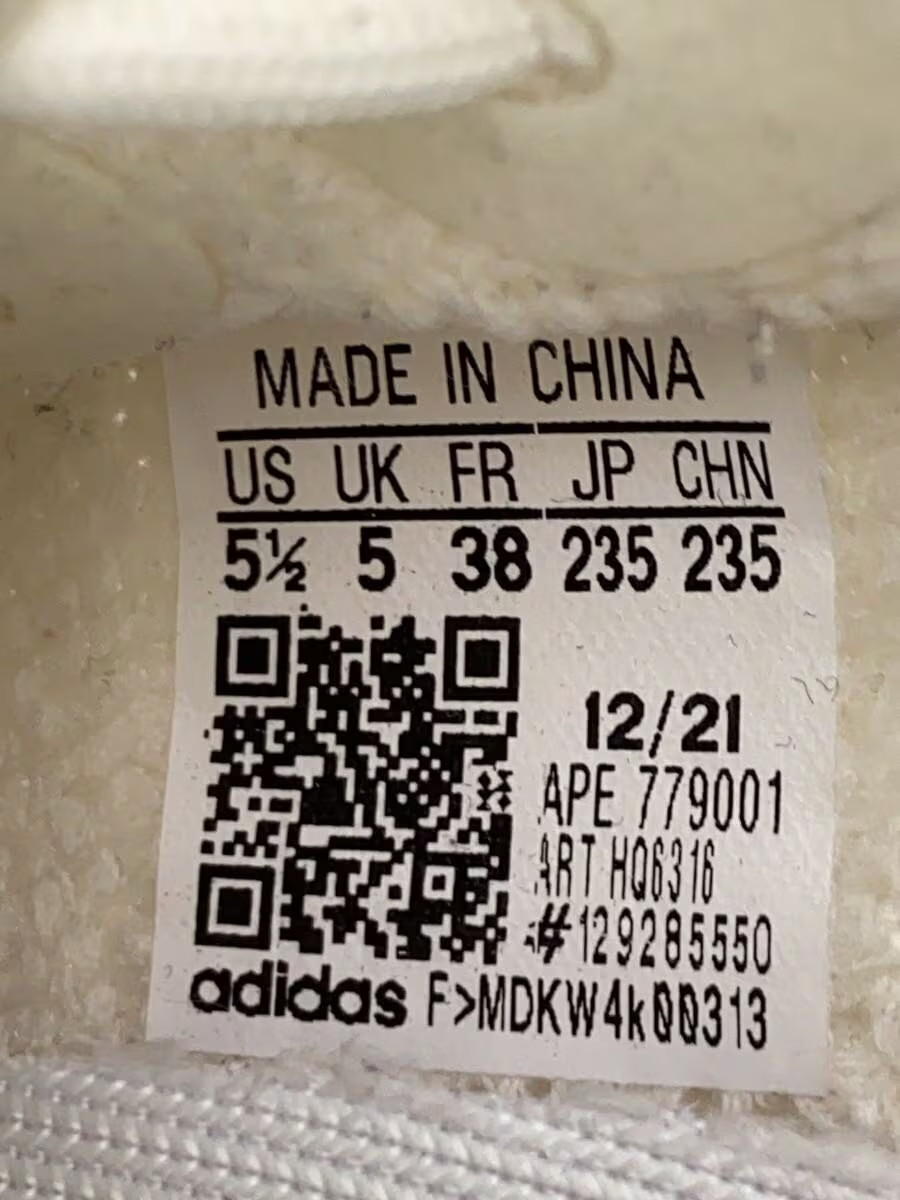 MADE IN CHINA
US UK FR JP CHN
5½ 5 38 235 235
12/21
APE 779001
ART HQ6316
#129285550
adidas F>MDKW4k00313